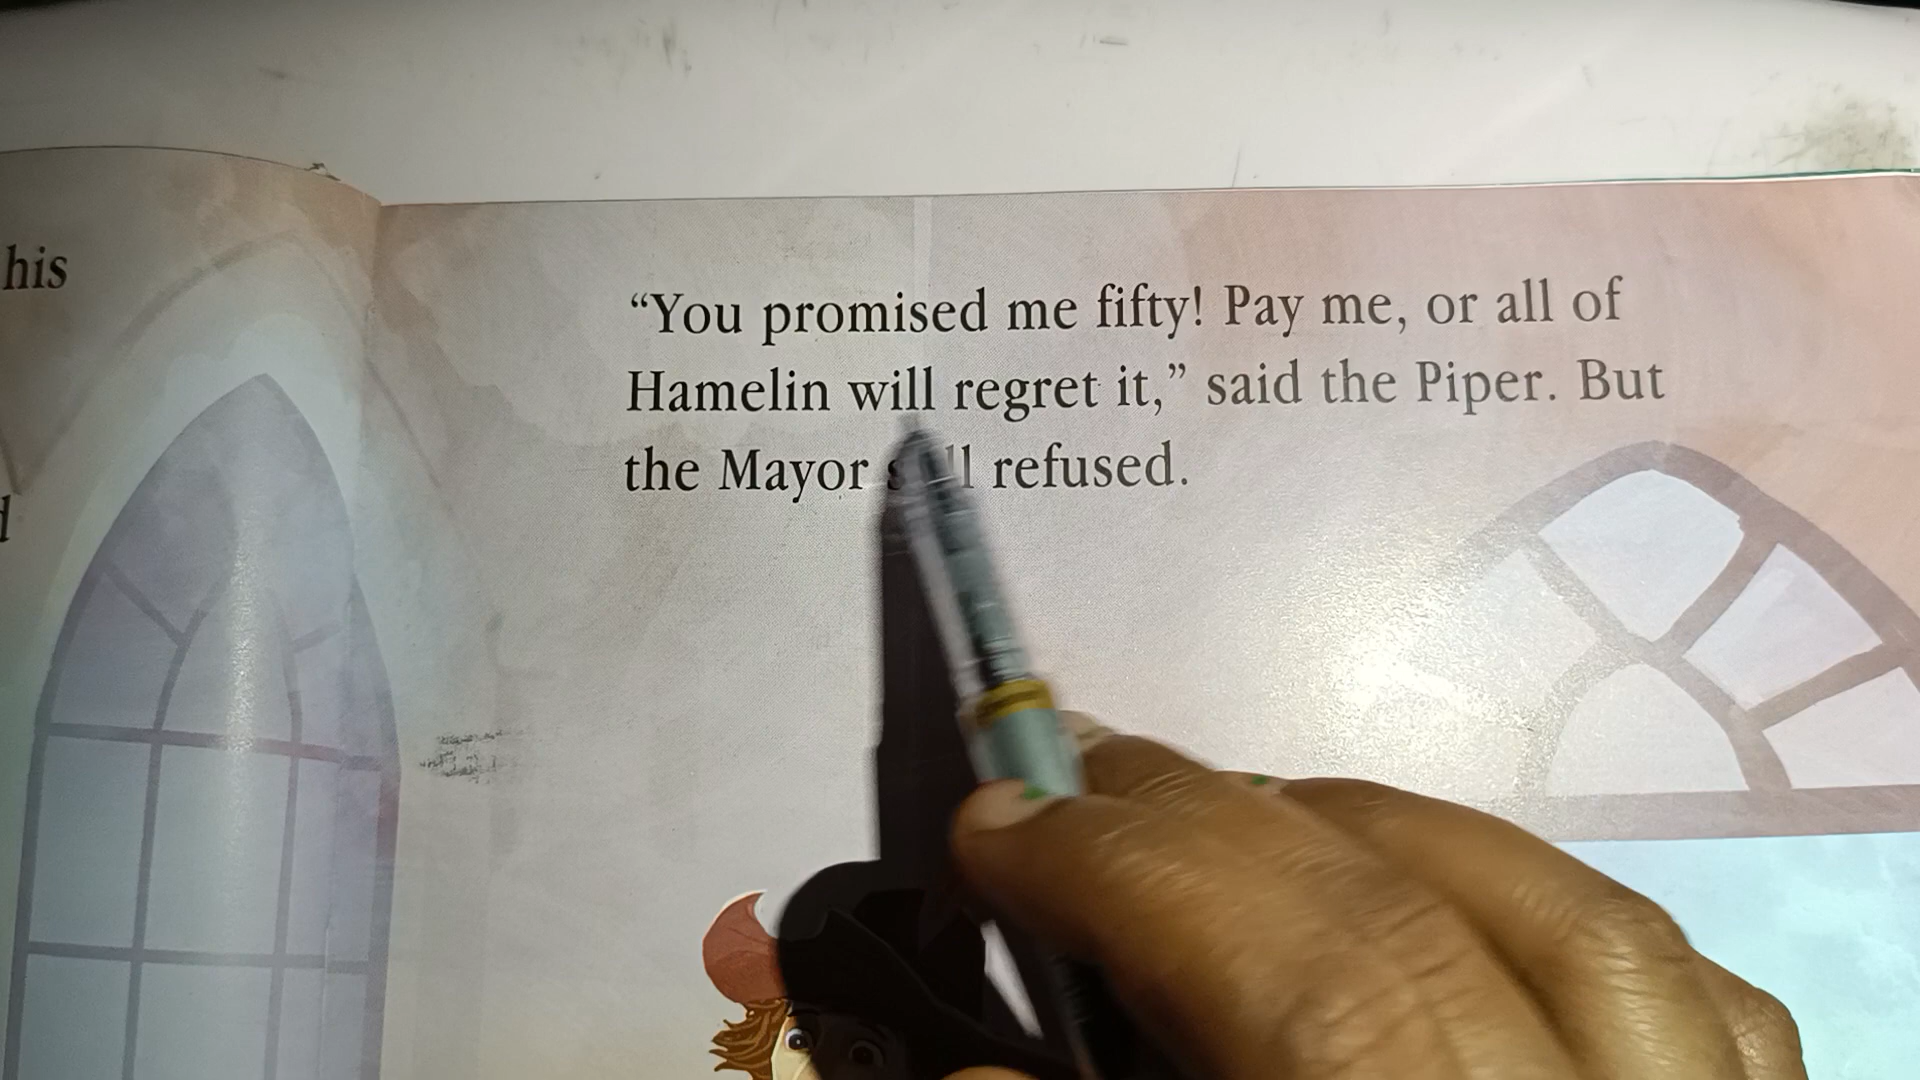 his
“You promised me fifty! Pay me, or all of
Hamelin will regret it,” said the Piper. But
the Mayor refused.